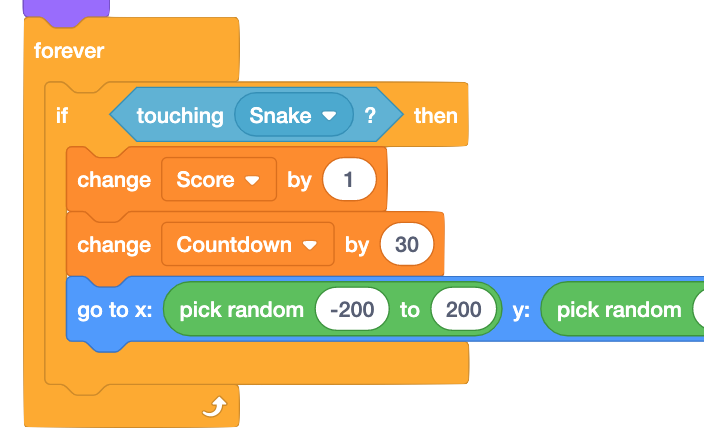 forever
if touching Snake ? then
change Score by 1
change Countdown by 30
go to x: pick random -200 to 200 y: pick random